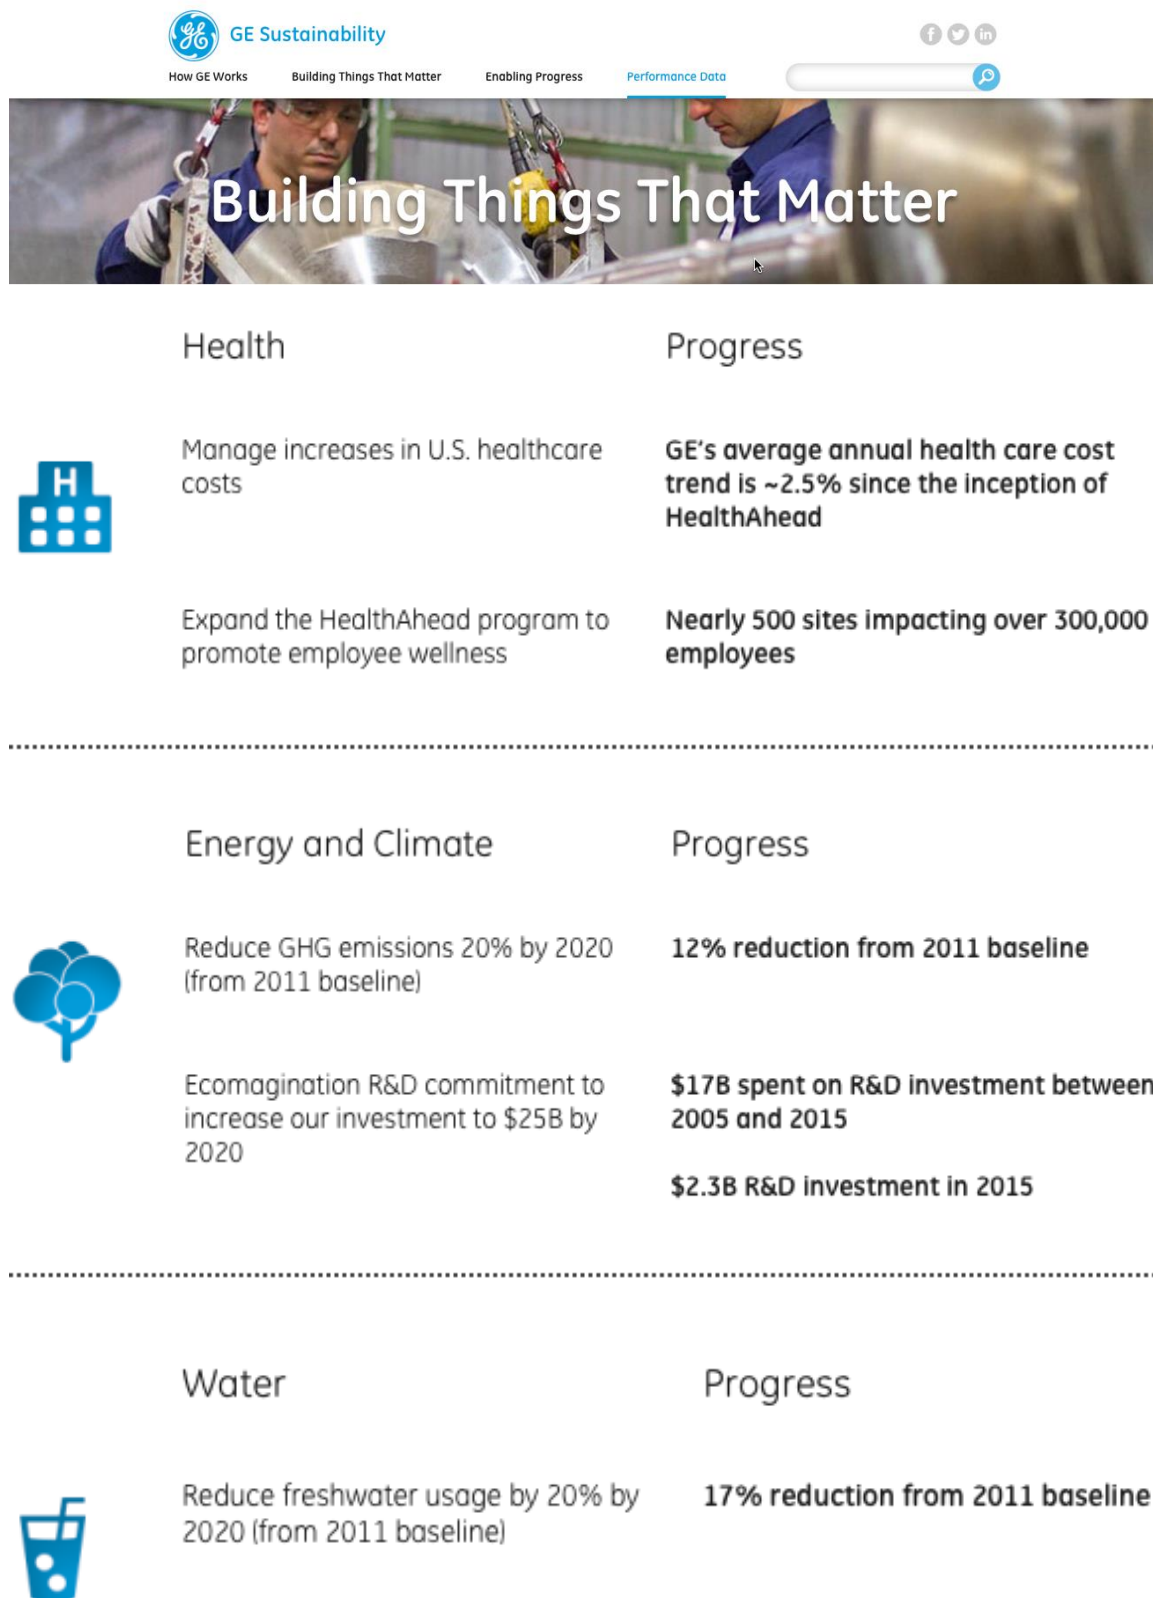 GE Sustainability
How GE Works
Building Things That Matter
Enabling Progress
Performance Data
Building Things That Matter
Health
Progress
Manage increases in U.S. healthcare
costs
GE's average annual health care cost
trend is ~2.5% since the inception of
HealthAhead
Expand the HealthAhead program to
promote employee wellness
Nearly 500 sites impacting over 300,000
employees
Energy and Climate
Progress
Reduce GHG emissions 20% by 2020
(from 2011 baseline)
12% reduction from 2011 baseline
Ecomagination R&D commitment to
increase our investment to $25B by
2020
$17B spent on R&D investment between
2005 and 2015
$2.3B R&D investment in 2015
Water
Progress
Reduce freshwater usage by 20% by
2020 (from 2011 baseline)
17% reduction from 2011 baseline